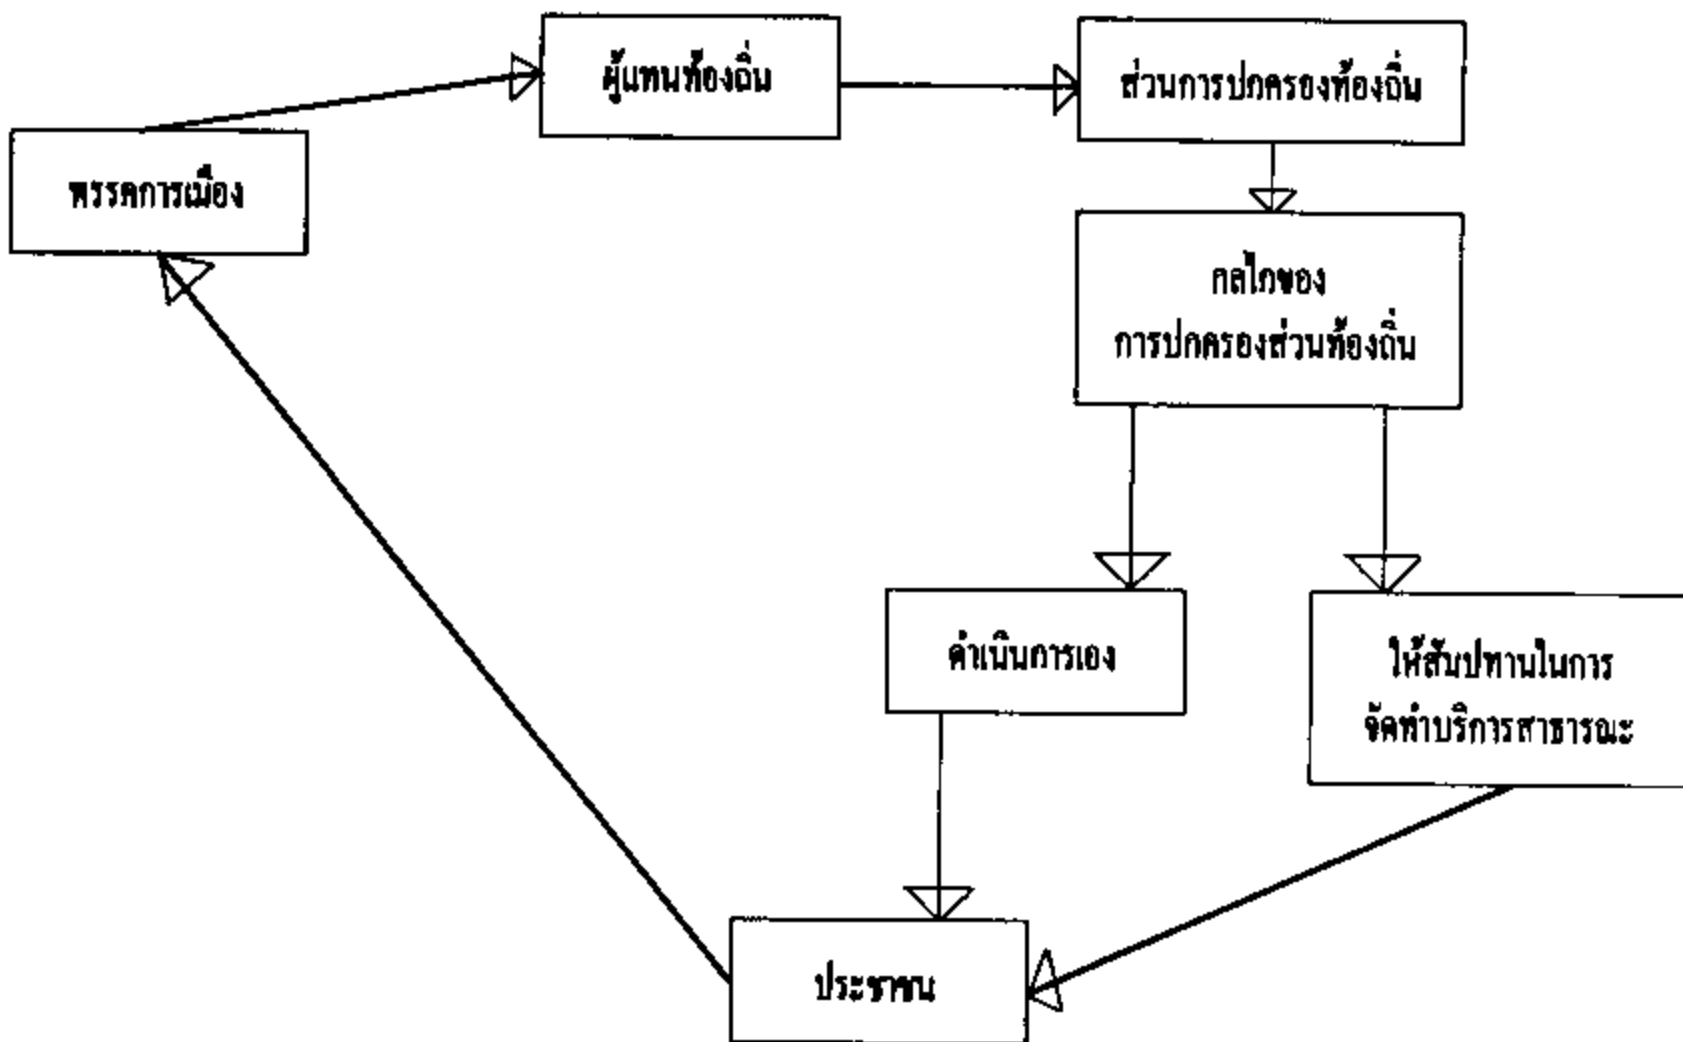 ผู้แทนท้องถิ่น
ส่วนการปกครองท้องถิ่น
พรรคการเมือง
กลไกของ
การปกครองส่วนท้องถิ่น
ดำเนินการเอง
ให้สัมปทานในการ
จัดทำบริการสาธารณะ
ประชาชน